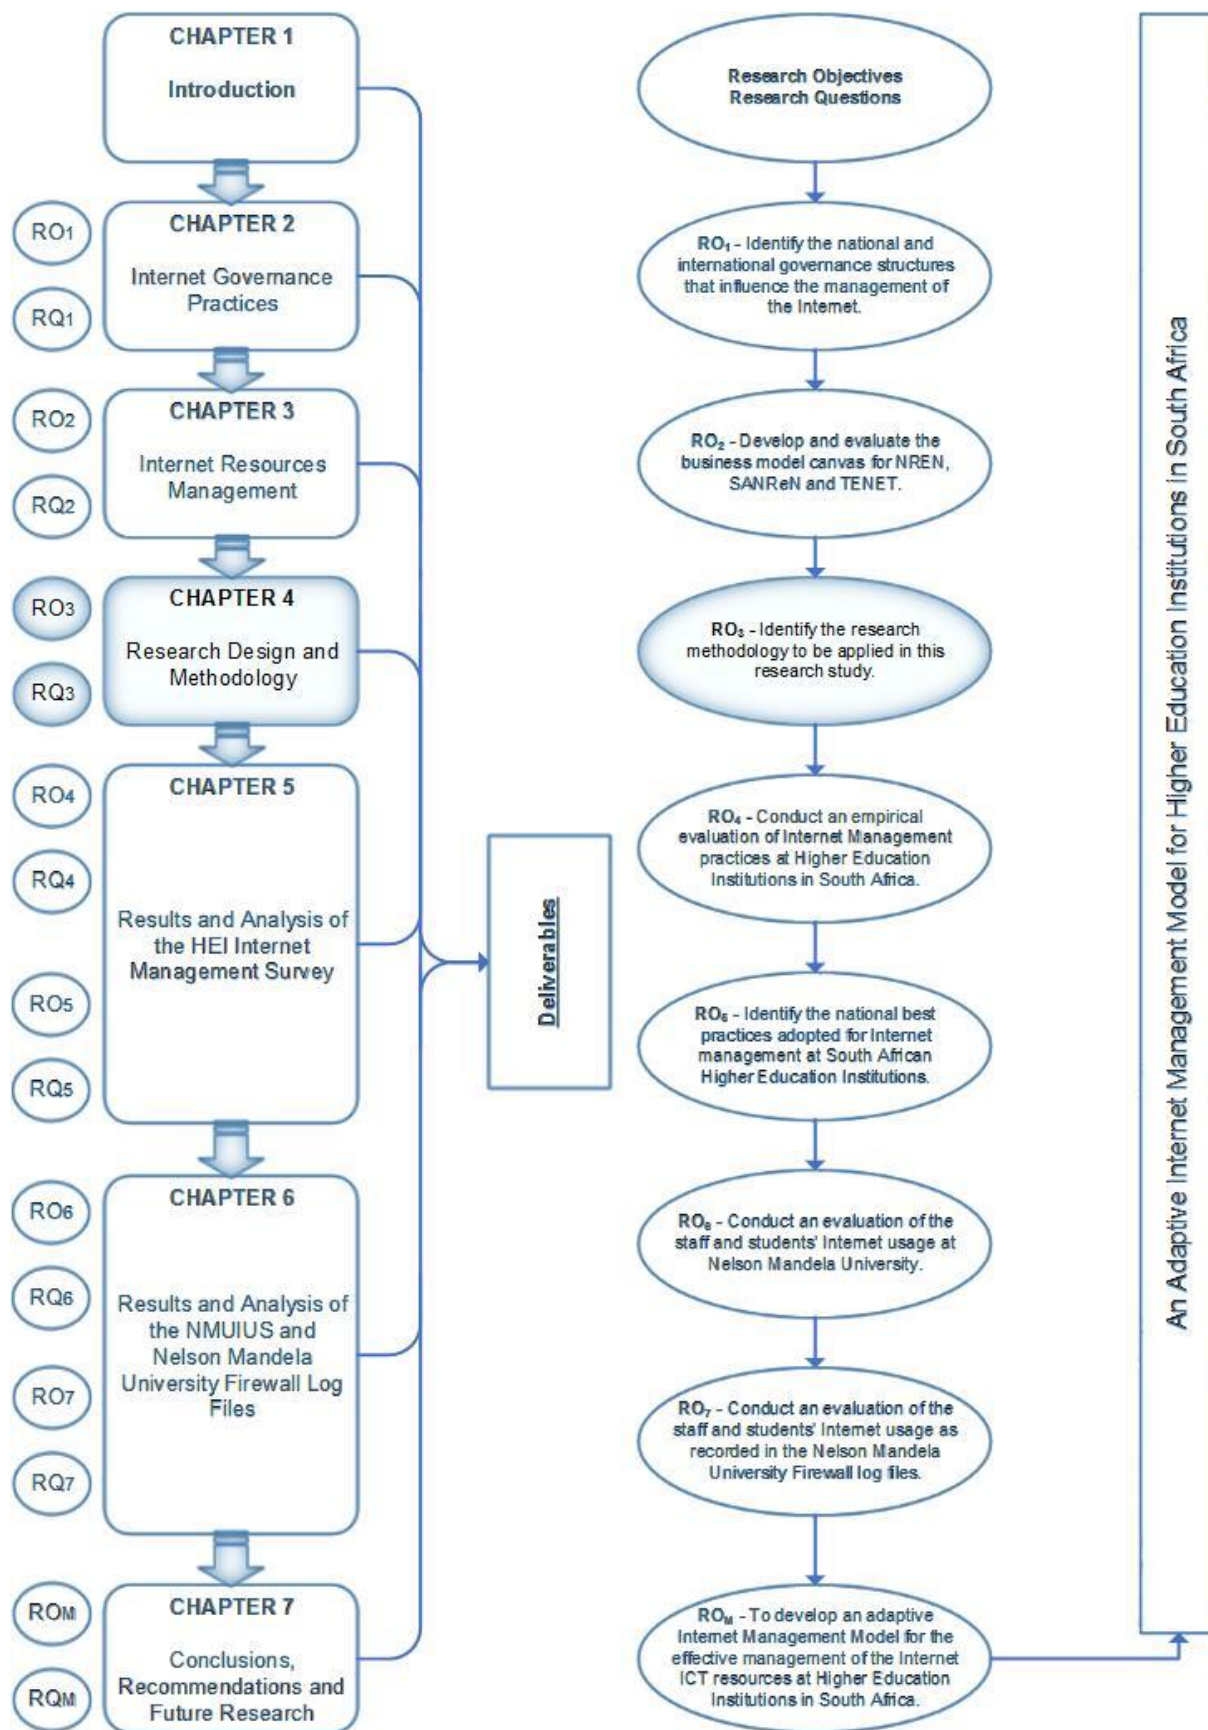 CHAPTER 1
Introduction
RO1
RQ1
CHAPTER 2
Internet Governance
Practices
RO2
RQ2
CHAPTER 3
Internet Resources
Management
RO3
RQ3
CHAPTER 4
Research Design and
Methodology
RO4
RQ4
RO5
RQ5
CHAPTER 5
Results and Analysis of
the HEI Internet
Management Survey
RO6
RQ6
RO7
RQ7
CHAPTER 6
Results and Analysis of
the NMUIUS and
Nelson Mandela
University Firewall Log
Files
ROM
RQM
CHAPTER 7
Conclusions,
Recommendations and
Future Research
Deliverables
Research Objectives
Research Questions
RO1 - Identify the national and
international governance structures
that influence the management of
the Internet.
RO2 - Develop and evaluate the
business model canvas for NREN,
SANReN and TENET.
RO3 - Identify the research
methodology to be applied in this
research study.
RO4 - Conduct an empirical
evaluation of Internet Management
practices at Higher Education
Institutions in South Africa.
RO5 - Identify the national best
practices adopted for Internet
management at South African
Higher Education Institutions.
RO6 - Conduct an evaluation of the
staff and students' Internet usage at
Nelson Mandela University.
RO7 - Conduct an evaluation of the
staff and students' Internet usage as
recorded in the Nelson Mandela
University Firewall log files.
ROM - To develop an adaptive
Internet Management Model for the
effective management of the Internet
ICT resources at Higher Education
Institutions in South Africa.
An Adaptive Internet Management Model for Higher Education Institutions in South Africa